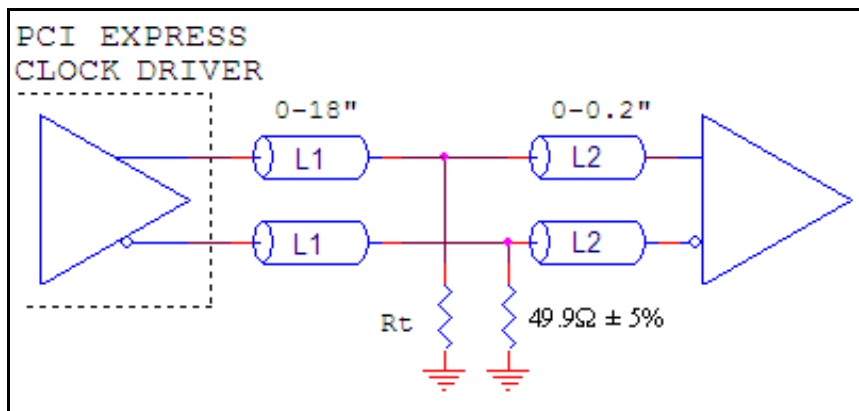 PCI EXPRESS
CLOCK DRIVER
0-18"
0-0.2"
L1
L2
L1
L2
Rt
49.9Ω ± 5%